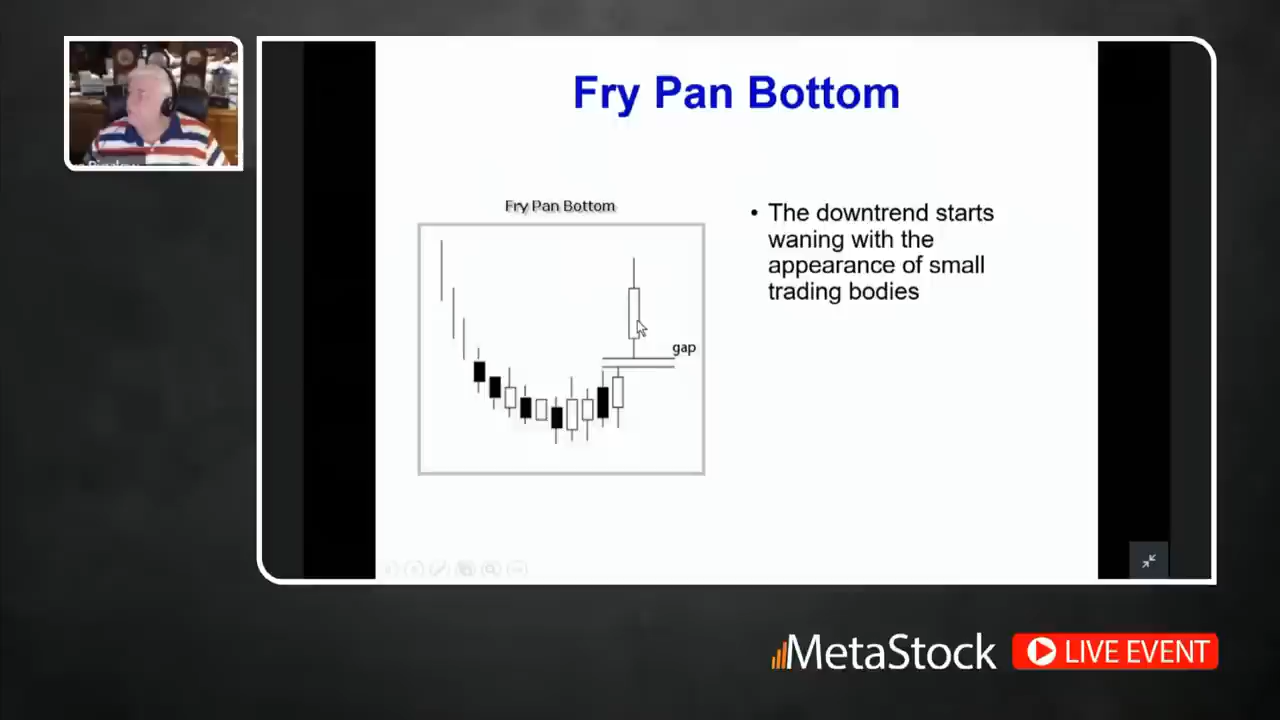 Fry Pan Bottom
Fry Pan Bottom
gap
• The downtrend starts
waning with the
appearance of small
trading bodies
MetaStock
LIVE EVENT